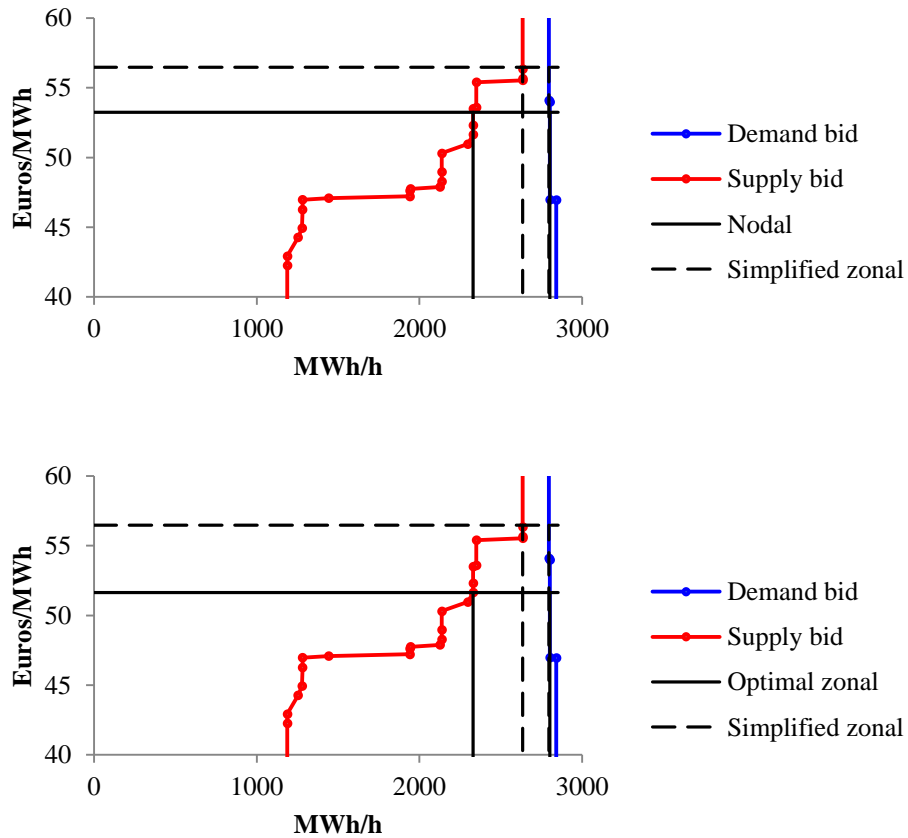 60
55
50
45
40
Euros/MWh
0
1000
2000
3000
MWh/h
Demand bid
Supply bid
Nodal
Simplified zonal
60
55
50
45
40
Euros/MWh
0
1000
2000
3000
MWh/h
Demand bid
Supply bid
Optimal zonal
Simplified zonal